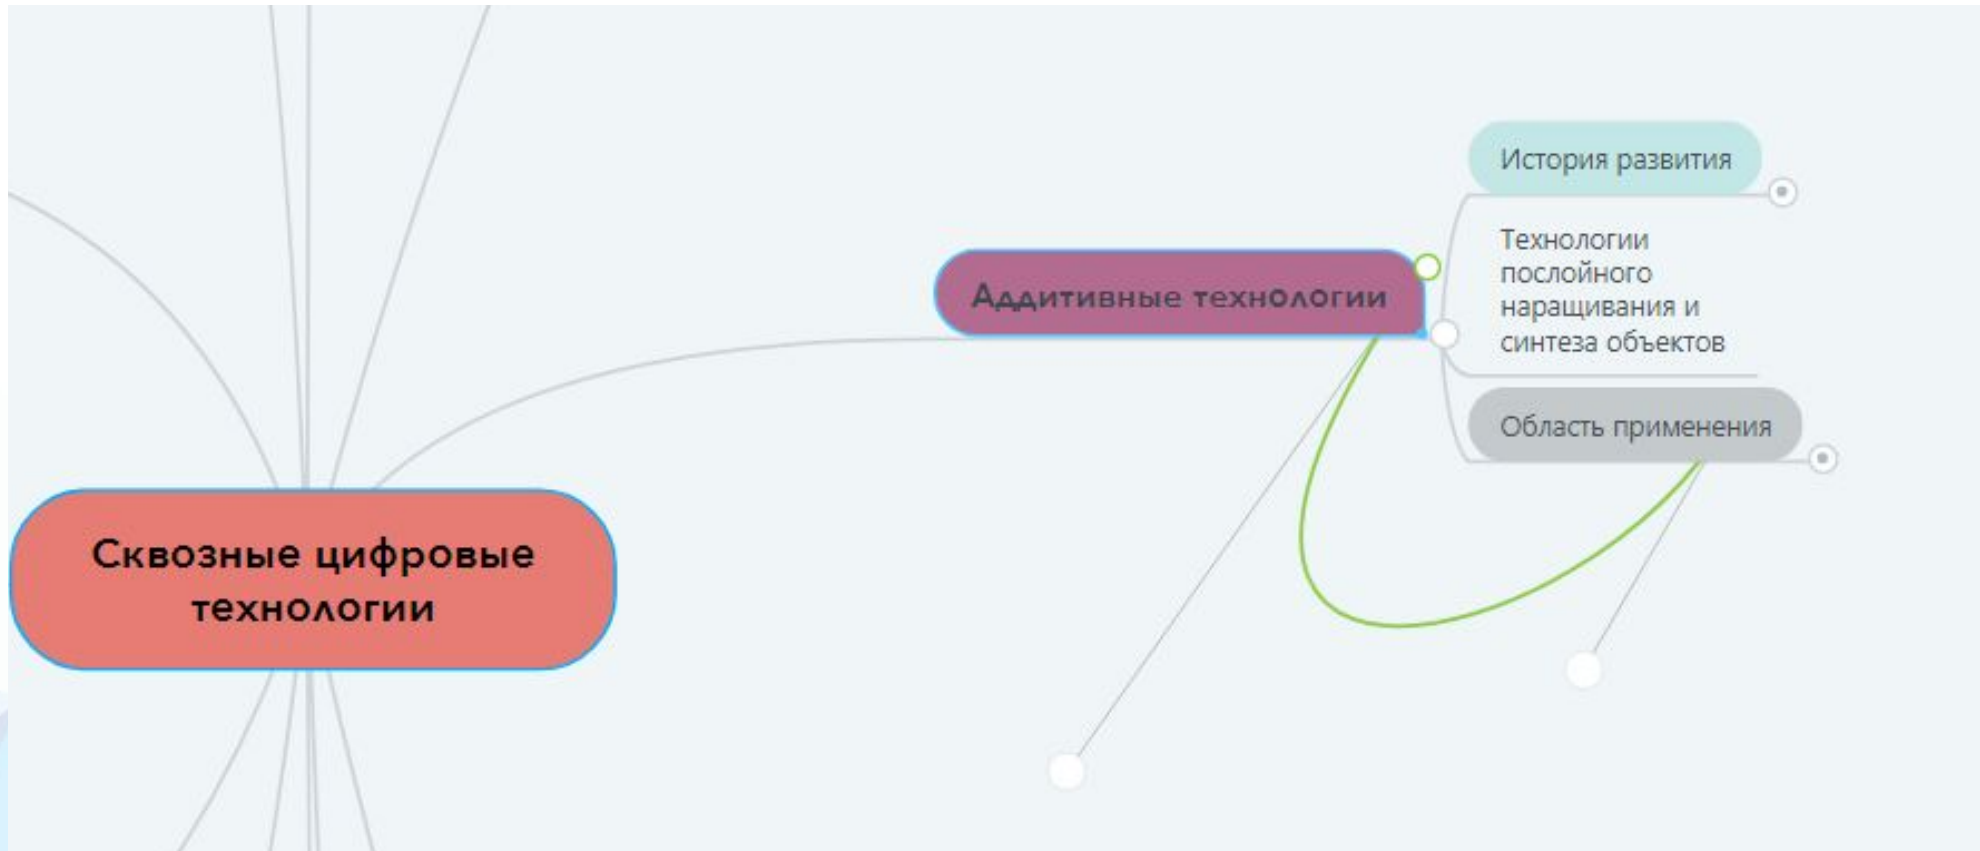 История развития
Технологии
послойного
наращивания и
синтеза объектов
Аддитивные технологии
Область применения
Сквозные цифровые
технологии